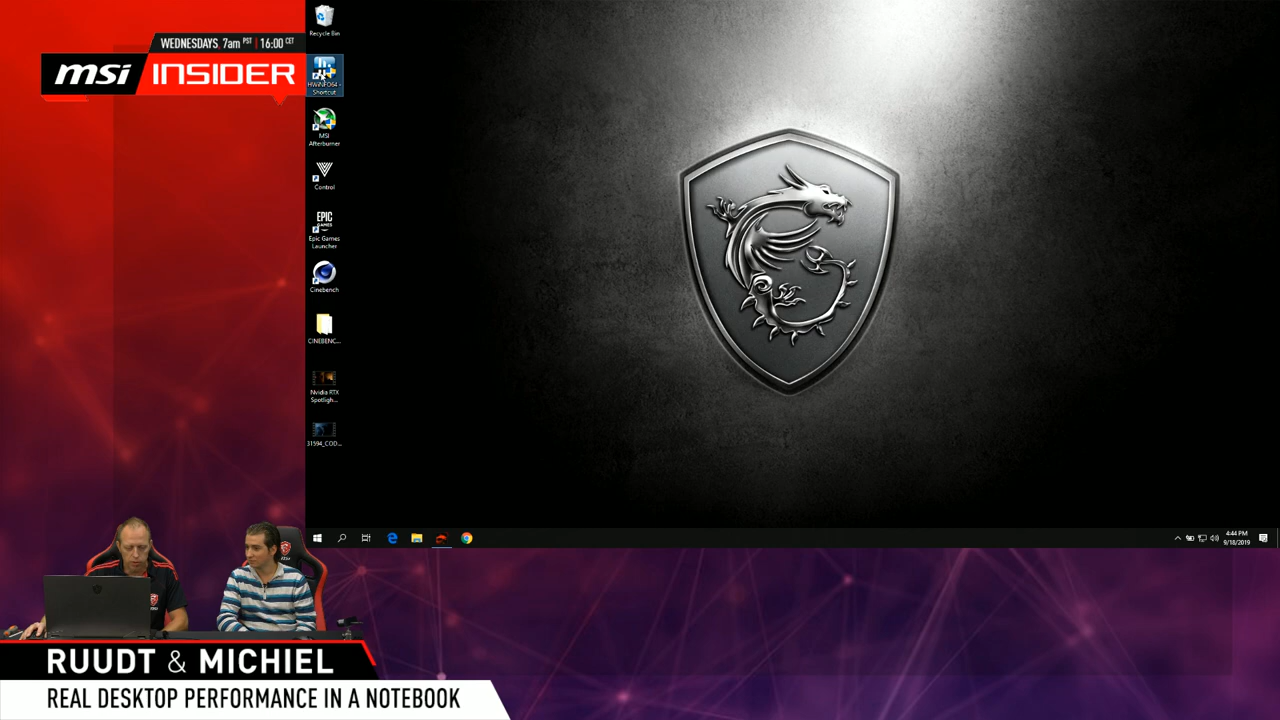 WEDNESDAYS 7am PST | 16:00 CET
msi INSIDER
Recycle Bin
HWiNFO64 -
Shortcut
MSI
Afterburner
Control
EPIC
GAMES
Epic Games
Launcher
Cinebench
CINEBENC...
Nvidia RTX
Spotligh...
31594_COD...
4:44 PM
9/18/2019
RUUDT & MICHIEL
REAL DESKTOP PERFORMANCE IN A NOTEBOOK